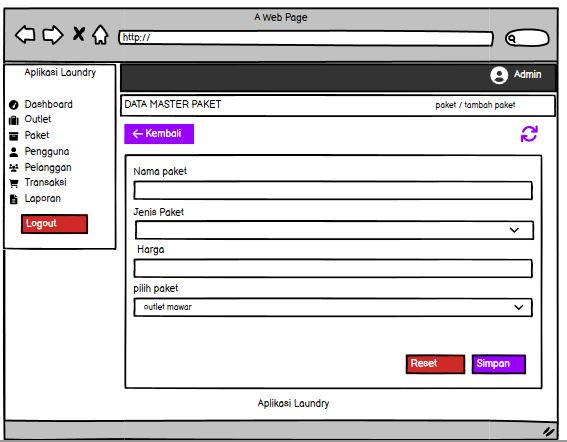 A Web Page
http://
Aplikasi Laundry
Admin
Dashboard
Outlet
Paket
Pengguna
Pelanggan
Transaksi
Laporan
Logout
DATA MASTER PAKET
paket / tambah paket
Kembali
Nama paket
Jenis Paket
Harga
pilih paket
outlet mawar
Reset
Simpan
Aplikasi Laundry